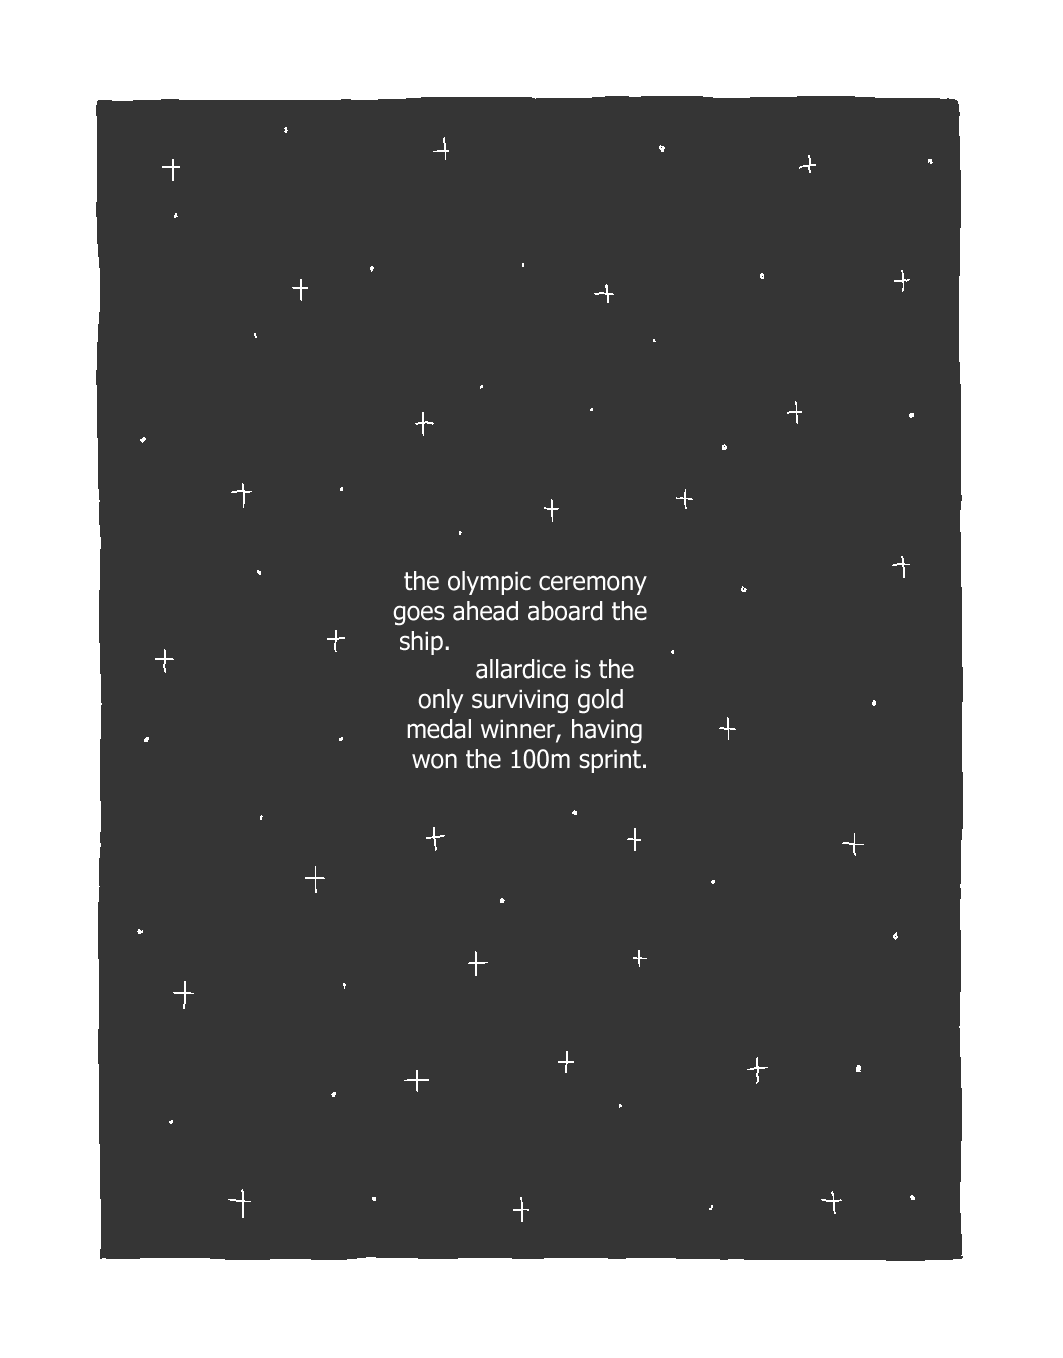 the olympic ceremony
goes ahead aboard the
ship.
allardice is the
only surviving gold
medal winner, having
won the 100m sprint.